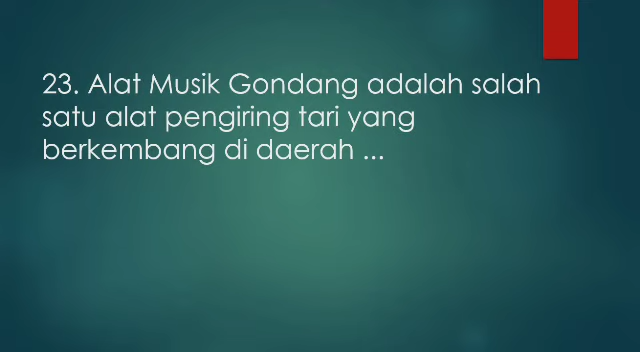 23. Alat Musik Gondang adalah salah
satu alat pengiring tari yang
berkembang di daerah ...